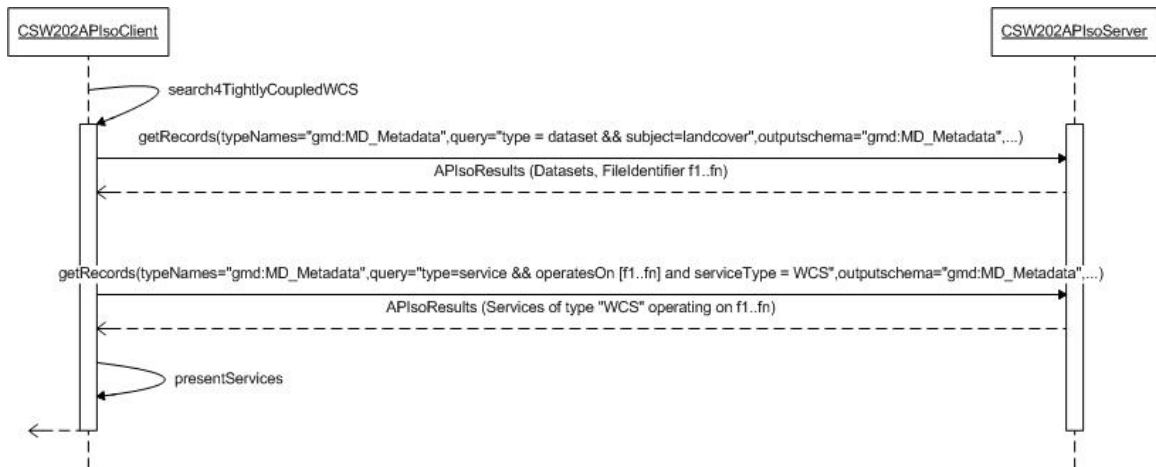 CSW202APIsoClient
CSW202APIsoServer
search4TightlyCoupledWCS
getRecords(typeNames="gmd:MD_Metadata",query="type = dataset && subject=landcover",outputschema="gmd:MD_Metadata",...)
APIsoResults (Datasets, FileIdentifier f1..fn)
getRecords(typeNames="gmd:MD_Metadata",query="type=service && operatesOn [f1..fn] and serviceType = WCS",outputschema="gmd:MD_Metadata",...)
APIsoResults (Services of type "WCS" operating on f1..fn)
presentServices